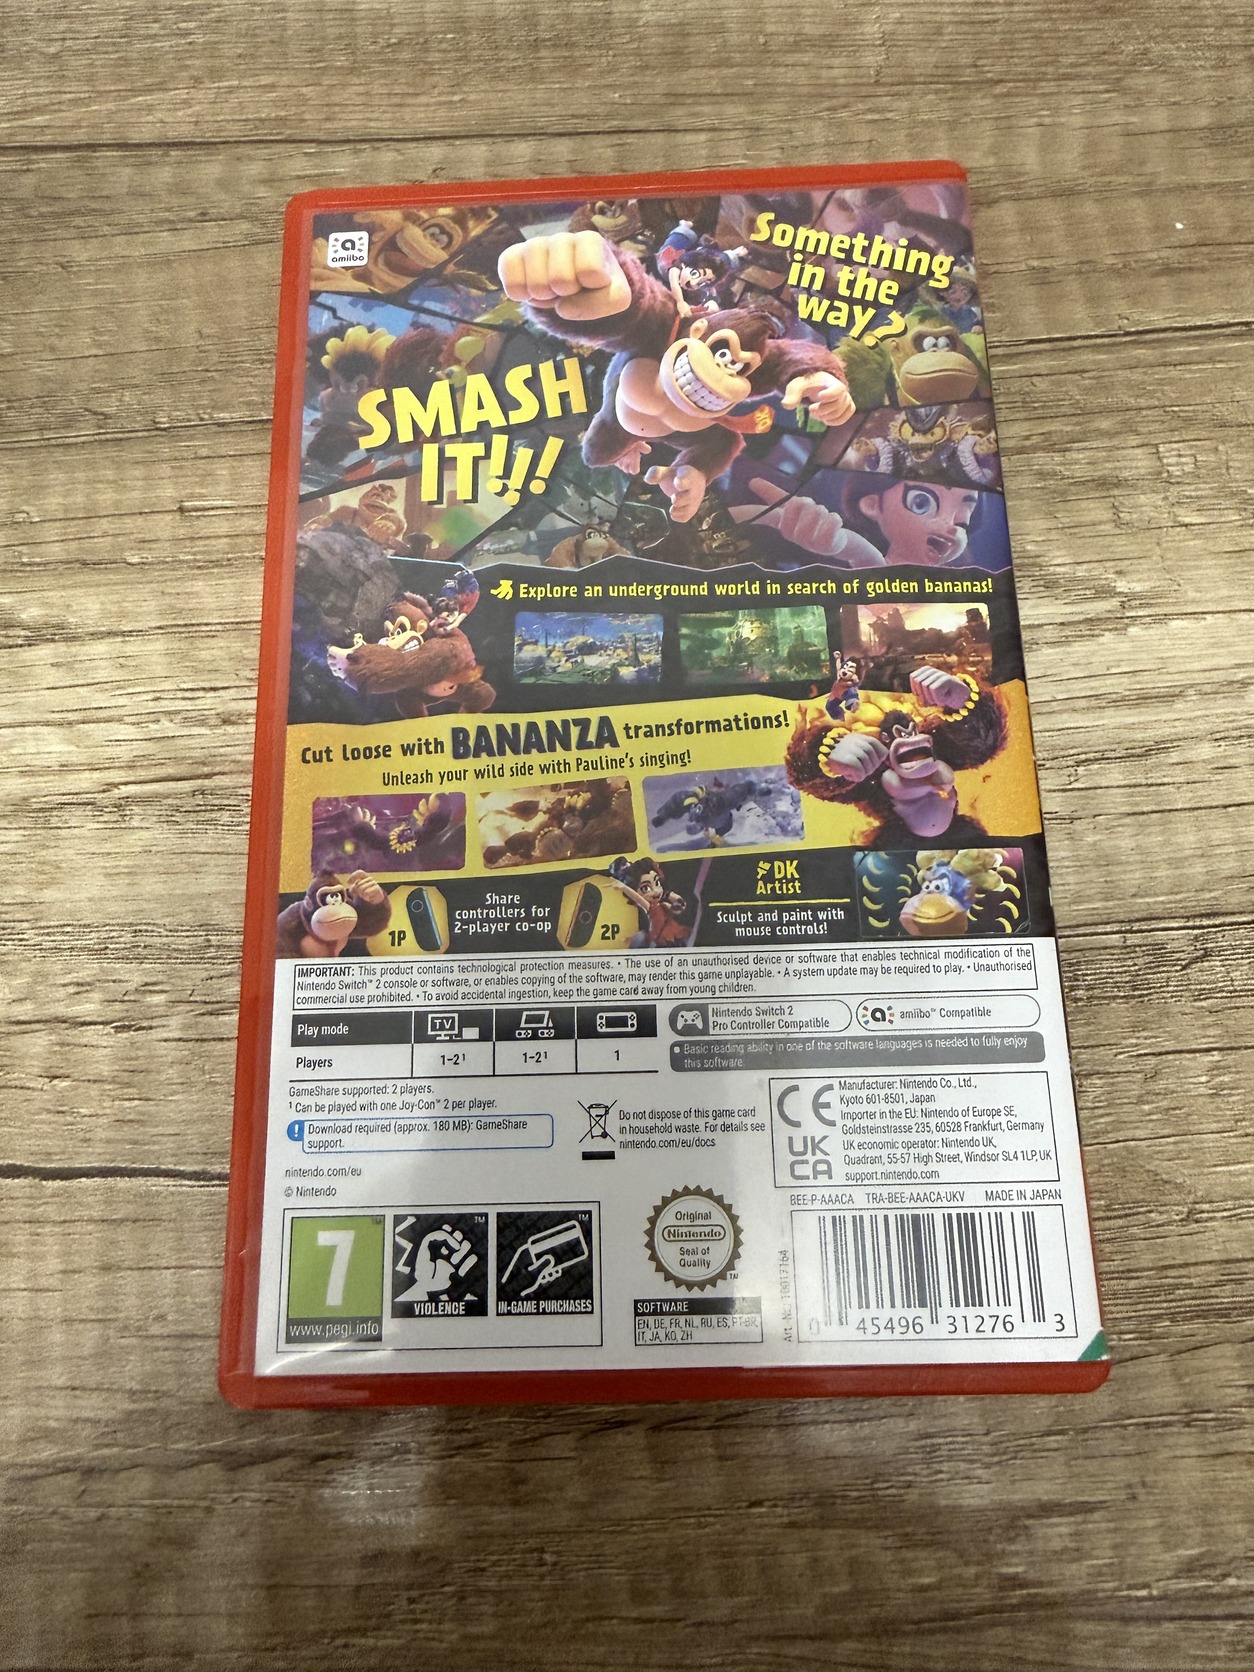 amiibo
Something
in the
way?
SMASH
IT!!!
Explore an underground world in search of golden bananas!
Cut loose with BANANZA transformations!
Unleash your wild side with Pauline's singing!
1P
Share
controllers for
2-player co-op
2P
DK
Artist
Sculpt and paint with
mouse controls!
IMPORTANT: This product contains technological protection measures. • The use of an unauthorised device or software that enables technical modification of the
Nintendo Switch™ 2 console or software, or enables copying of the software, may render this game unplayable. • A system update may be required to play. • Unauthorised
commercial use prohibited. • To avoid accidental ingestion, keep the game card away from young children.
Play mode
TV
Players
1-2¹
1-2¹
1
Nintendo Switch 2
Pro Controller Compatible
amiibo™ Compatible
• Basic reading ability in one of the software languages is needed to fully enjoy
this software.
GameShare supported: 2 players.
¹ Can be played with one Joy-Con™ 2 per player.
! Download required (approx. 180 MB): GameShare
support.
nintendo.com/eu
© Nintendo
Do not dispose of this game card
in household waste. For details see
nintendo.com/eu/docs
CE
UK
CA
Manufacturer: Nintendo Co., Ltd.,
Kyoto 601-8501, Japan
Importer in the EU: Nintendo of Europe SE,
Goldsteinstrasse 235, 60528 Frankfurt, Germany
UK economic operator: Nintendo UK,
Quadrant, 55-57 High Street, Windsor SL4 1LP, UK
support.nintendo.com
BEE-P-AAACA TRA-BEE-AAACA-UKV MADE IN JAPAN
7
www.pegi.info
VIOLENCE
IN-GAME PURCHASES
Original
Nintendo
Seal of
Quality
SOFTWARE
EN, DE, FR, NL, RU, ES, PT-BR,
IT, JA, KO, ZH
Art.-Nr. 10017164
0 45496 31276 3